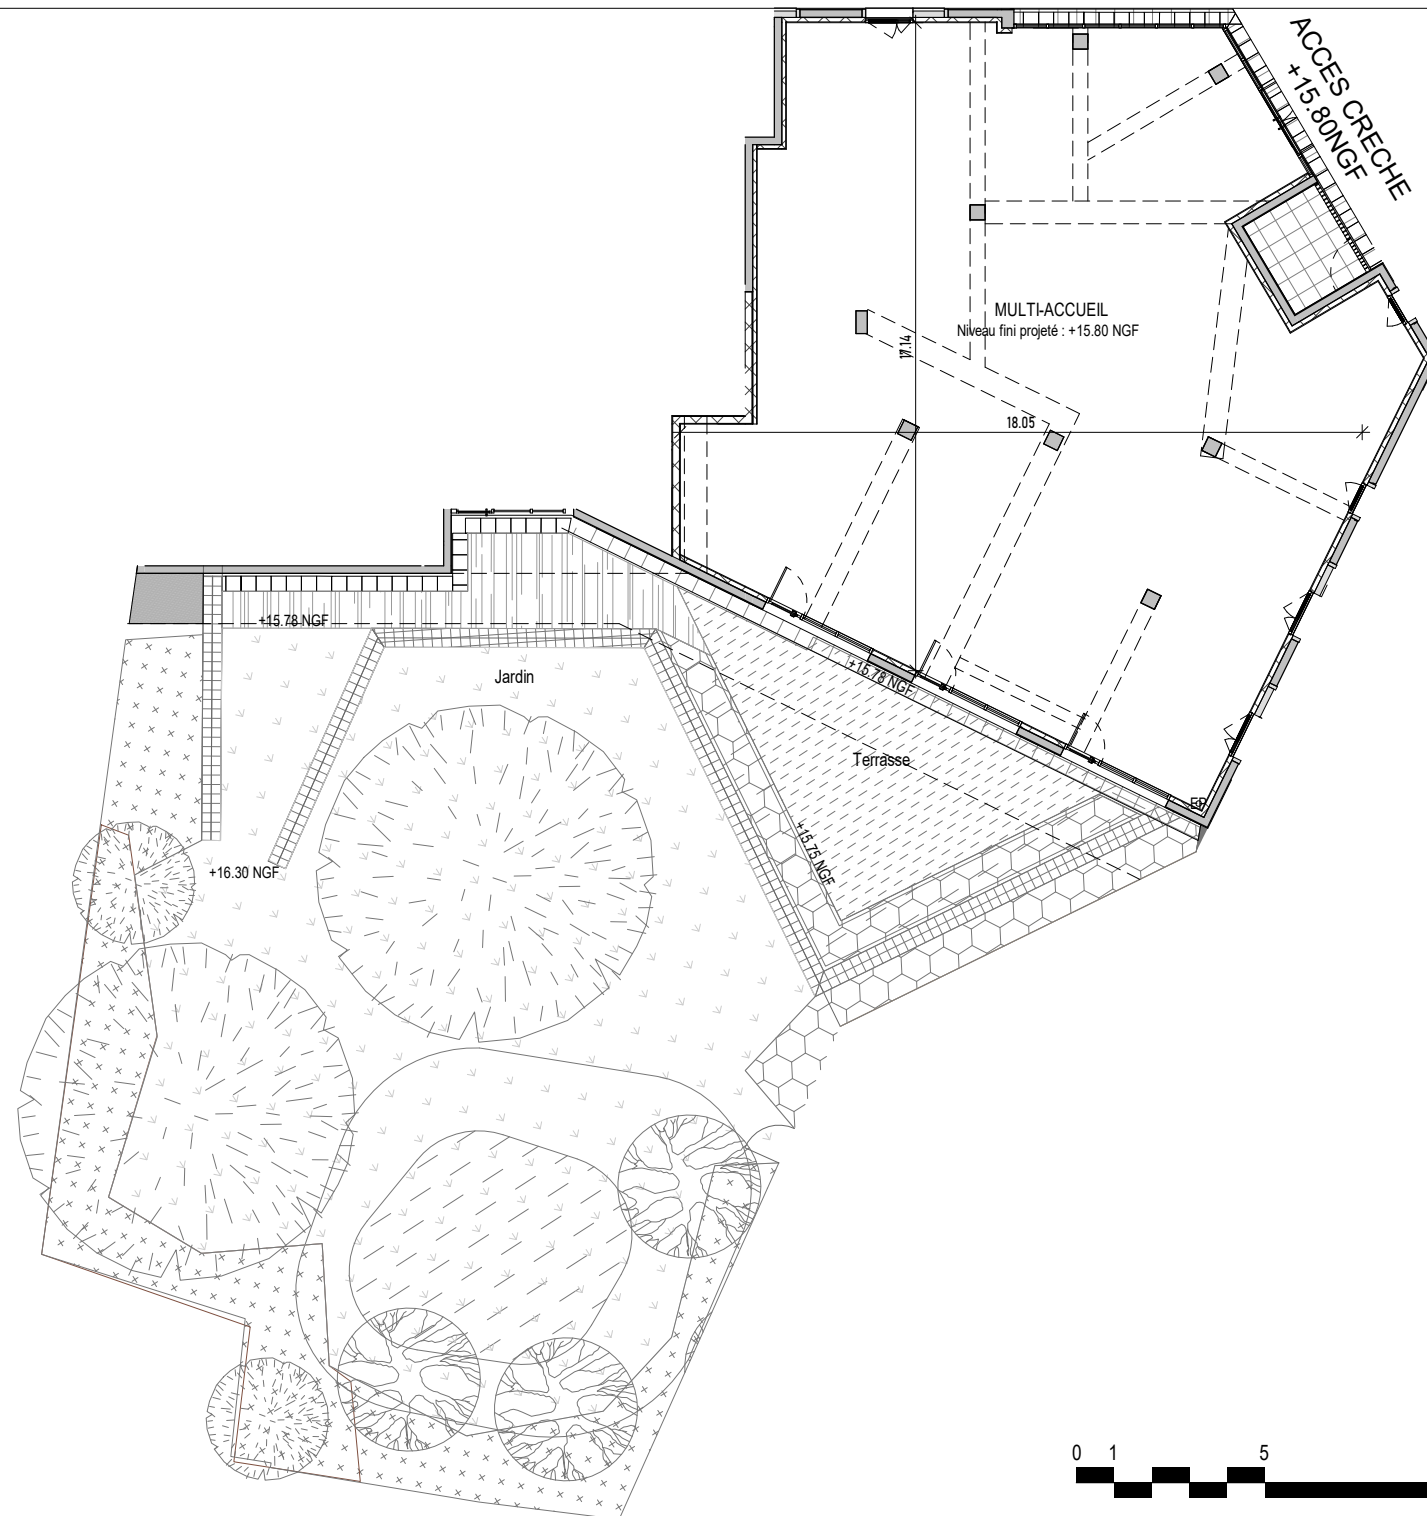 ACCES CRECHE
+15.80NGF
MULTI-ACCUEIL
Niveau fini projeté : +15.80 NGF
17.14
18.05
+15.78 NGF
Jardin
+15.78 NGF
Terrasse
EP
+15.75 NGF
+16.30 NGF
0 1 5